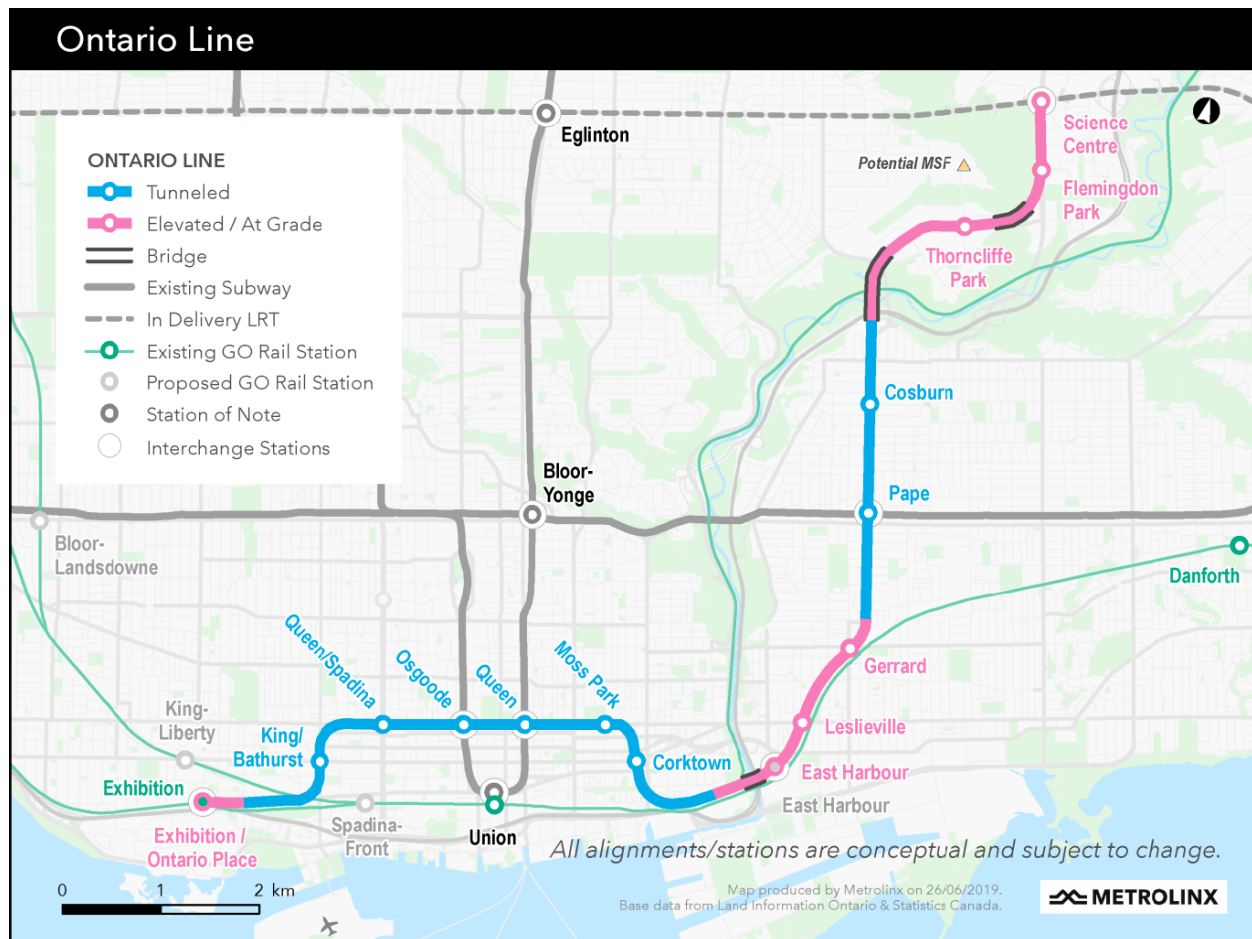 Ontario Line
ONTARIO LINE
Tunneled
Elevated / At Grade
Bridge
Existing Subway
In Delivery LRT
Existing GO Rail Station
Proposed GO Rail Station
Station of Note
Interchange Stations
Eglinton
Science
Centre
Potential MSF
Flemingdon
Park
Thorncliffe
Park
Cosburn
Bloor-
Yonge
Pape
Bloor-
Landsdowne
Danforth
Queen/Spadina
Osgoode
Queen
Moss Park
Gerrard
King-
Liberty
King/
Bathurst
Leslieville
Corktown
East Harbour
Exhibition
East Harbour
Exhibition /
Ontario Place
Spadina-
Front
Union
All alignments/stations are conceptual and subject to change.
0 1 2 km
Map produced by Metrolinx on 26/06/2019.
Base data from Land Information Ontario & Statistics Canada.
METROLINX